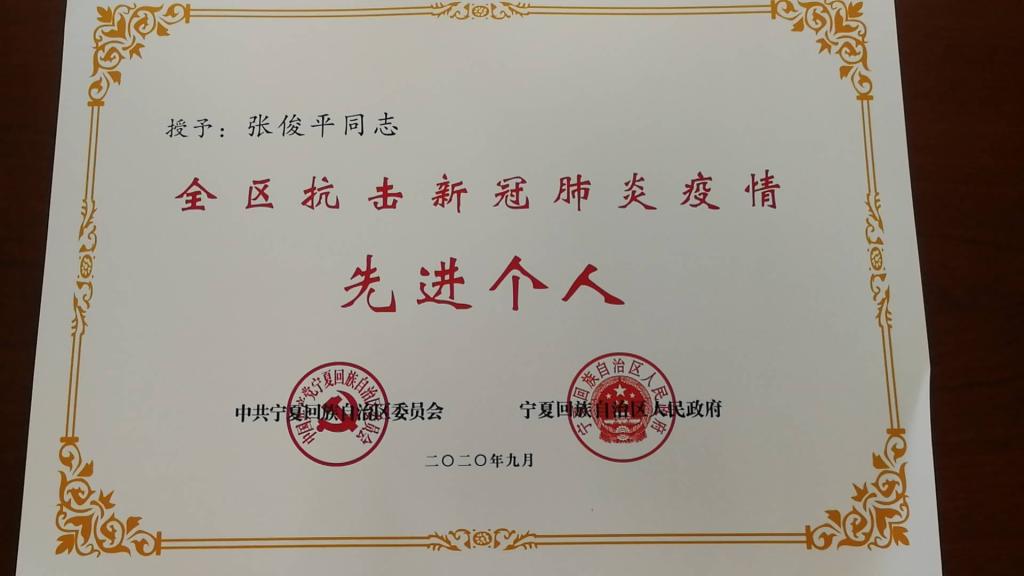 授予：张俊平同志
全区抗击新冠肺炎疫情
先进个人
中共宁夏回族自治区委员会
宁夏回族自治区人民政府
二〇二〇年九月